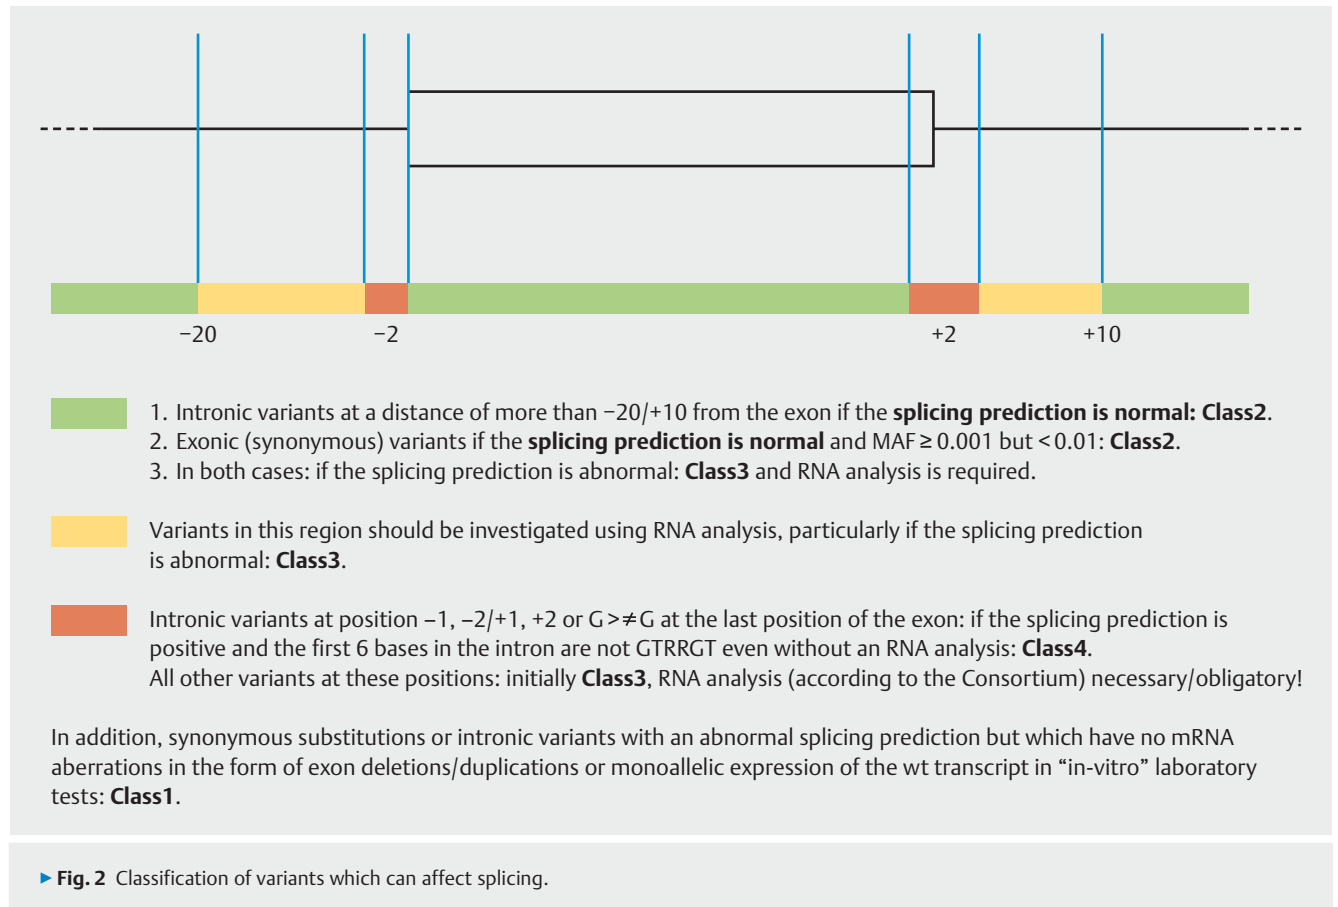 −20 −2 +2 +10
1. Intronic variants at a distance of more than −20/+10 from the exon if the splicing prediction is normal: Class2.
2. Exonic (synonymous) variants if the splicing prediction is normal and MAF ≥ 0.001 but < 0.01: Class2.
3. In both cases: if the splicing prediction is abnormal: Class3 and RNA analysis is required.
Variants in this region should be investigated using RNA analysis, particularly if the splicing prediction
is abnormal: Class3.
Intronic variants at position −1, −2/+1, +2 or G>≠G at the last position of the exon: if the splicing prediction is
positive and the first 6 bases in the intron are not GTRRGT even without an RNA analysis: Class4.
All other variants at these positions: initially Class3, RNA analysis (according to the Consortium) necessary/obligatory!
In addition, synonymous substitutions or intronic variants with an abnormal splicing prediction but which have no mRNA
aberrations in the form of exon deletions/duplications or monoallelic expression of the wt transcript in “in-vitro” laboratory
tests: Class1.
▶ Fig. 2 Classification of variants which can affect splicing.